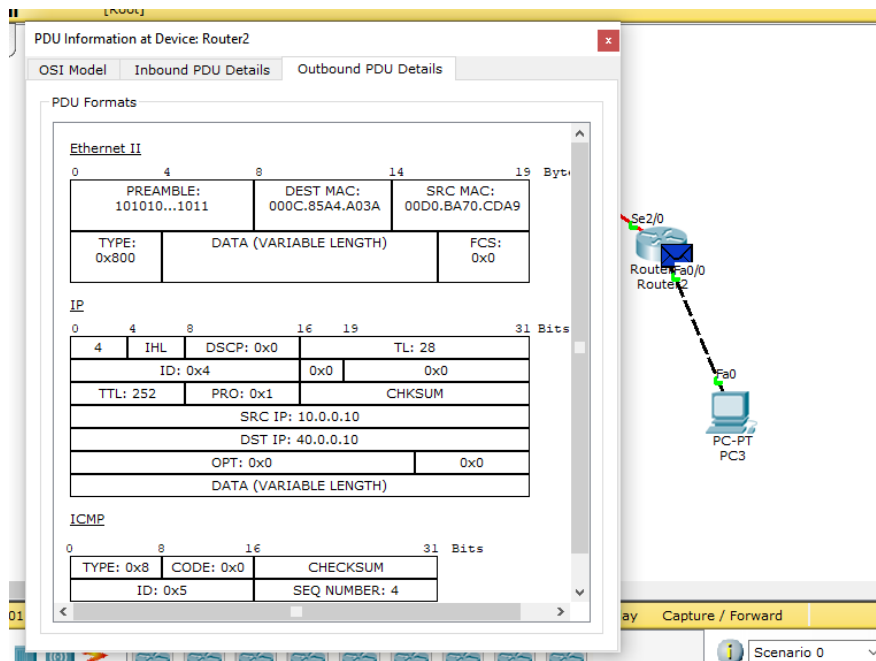 [Root]
PDU Information at Device: Router2
x
OSI Model Inbound PDU Details Outbound PDU Details
PDU Formats
Ethernet II
0 4 8 14 19 Byt
PREAMBLE: 101010...1011
DEST MAC: 000C.85A4.A03A
SRC MAC: 00D0.BA70.CDA9
TYPE: 0x800
DATA (VARIABLE LENGTH)
FCS: 0x0
IP
0 4 8 16 19 31 Bits
4 IHL DSCP: 0x0 TL: 28
ID: 0x4 0x0 0x0
TTL: 252 PRO: 0x1 CHKSUM
SRC IP: 10.0.0.10
DST IP: 40.0.0.10
OPT: 0x0 0x0
DATA (VARIABLE LENGTH)
ICMP
0 8 16 31 Bits
TYPE: 0x8 CODE: 0x0 CHECKSUM
ID: 0x5 SEQ NUMBER: 4
Se2/0
Router Fa0/0
Router2
Fa0
PC-PT
PC3
01
ay Capture / Forward
i Scenario 0